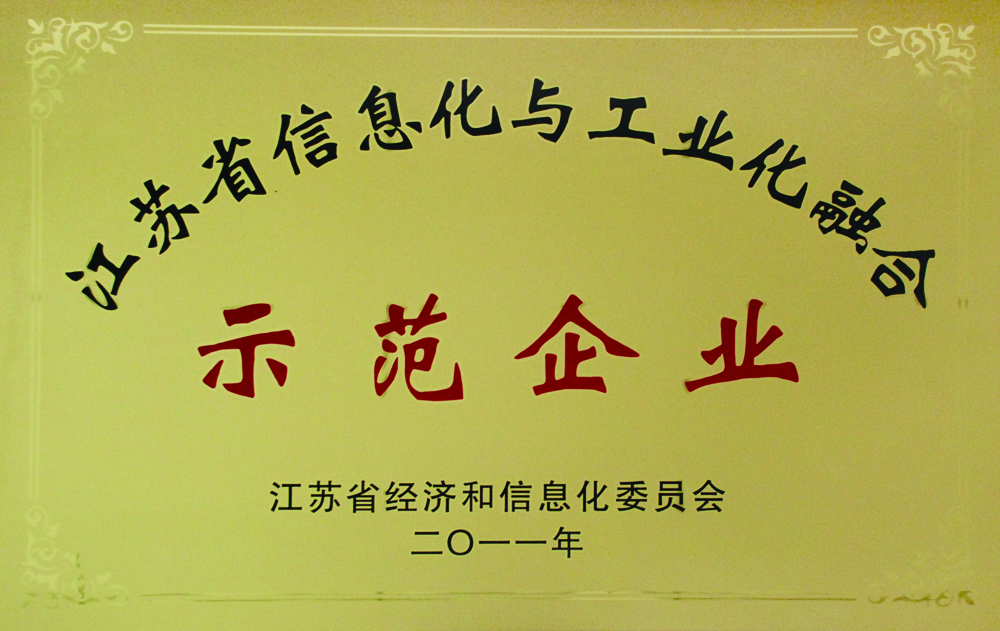 江苏省信息化与工业化融合
示范企业
江苏省经济和信息化委员会
二〇一一年